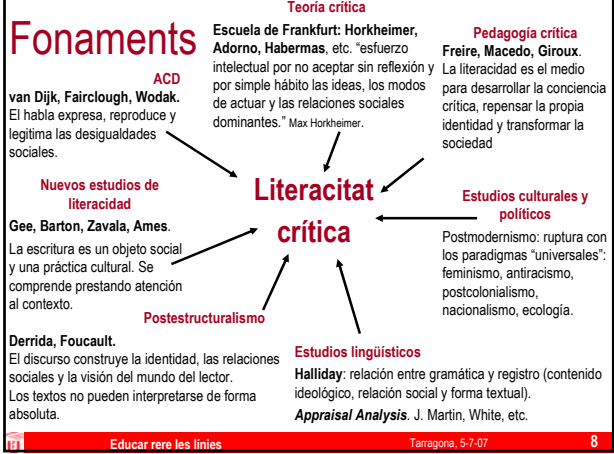 Fonaments
Teoría crítica
Escuela de Frankfurt: Horkheimer,
Adorno, Habermas, etc. “esfuerzo
intelectual por no aceptar sin reflexión y
por simple hábito las ideas, los modos
de actuar y las relaciones sociales
dominantes.” Max Horkheimer.
Pedagogía crítica
Freire, Macedo, Giroux.
La literacidad es el medio
para desarrollar la conciencia
crítica, repensar la propia
identidad y transformar la
sociedad
ACD
van Dijk, Fairclough, Wodak.
El habla expresa, reproduce y
legitima las desigualdades
sociales.
Literacitat
crítica
Nuevos estudios de
literacidad
Gee, Barton, Zavala, Ames.
La escritura es un objeto social
y una práctica cultural. Se
comprende prestando atención
al contexto.
Estudios culturales y
políticos
Postmodernismo: ruptura con
los paradigmas “universales”:
feminismo, antiracismo,
postcolonialismo,
nacionalismo, ecología.
Postestructuralismo
Derrida, Foucault.
El discurso construye la identidad, las relaciones
sociales y la visión del mundo del lector.
Los textos no pueden interpretarse de forma
absoluta.
Estudios lingüísticos
Halliday: relación entre gramática y registro (contenido
ideológico, relación social y forma textual).
Appraisal Analysis. J. Martin, White, etc.
Educar rere les línies
Tarragona, 5-7-07
8